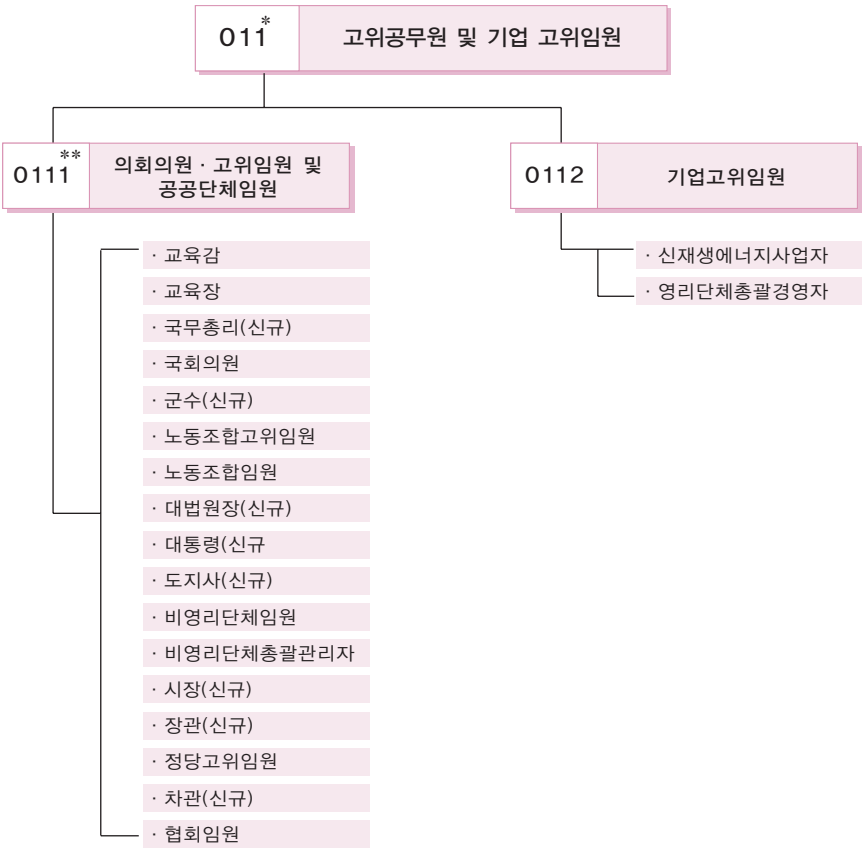 011*
고위공무원 및 기업 고위임원
0111**
의회의원 · 고위임원 및
공공단체임원
· 교육감
· 교육장
· 국무총리(신규)
· 국회의원
· 군수(신규)
· 노동조합고위임원
· 노동조합임원
· 대법원장(신규)
· 대통령(신규
· 도지사(신규)
· 비영리단체임원
· 비영리단체총괄관리자
· 시장(신규)
· 장관(신규)
· 정당고위임원
· 차관(신규)
· 협회임원
0112
기업고위임원
· 신재생에너지사업자
· 영리단체총괄경영자